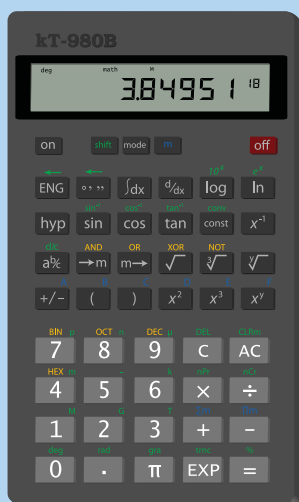 kT-980B
deg math M
3.84951 18
on shift mode m off
← ← 10ˣ eˣ
ENG ° ’ ” ∫dx d/dx log ln
sin⁻¹ cos⁻¹ tan⁻¹ conv
hyp sin cos tan const x⁻¹
d/c AND OR XOR NOT
aᵇ⁄c →m m→ √ ∛ ʸ√
A B C D E F
+/- ( ) x² x³ xʸ
BIN p OCT n DEC μ DEL CLRm
7 8 9 C AC
HEX m k nPr nCr
4 5 6 × ÷
M G T
1 2 3 + −
deg rad gra trnc %
0 . π EXP =